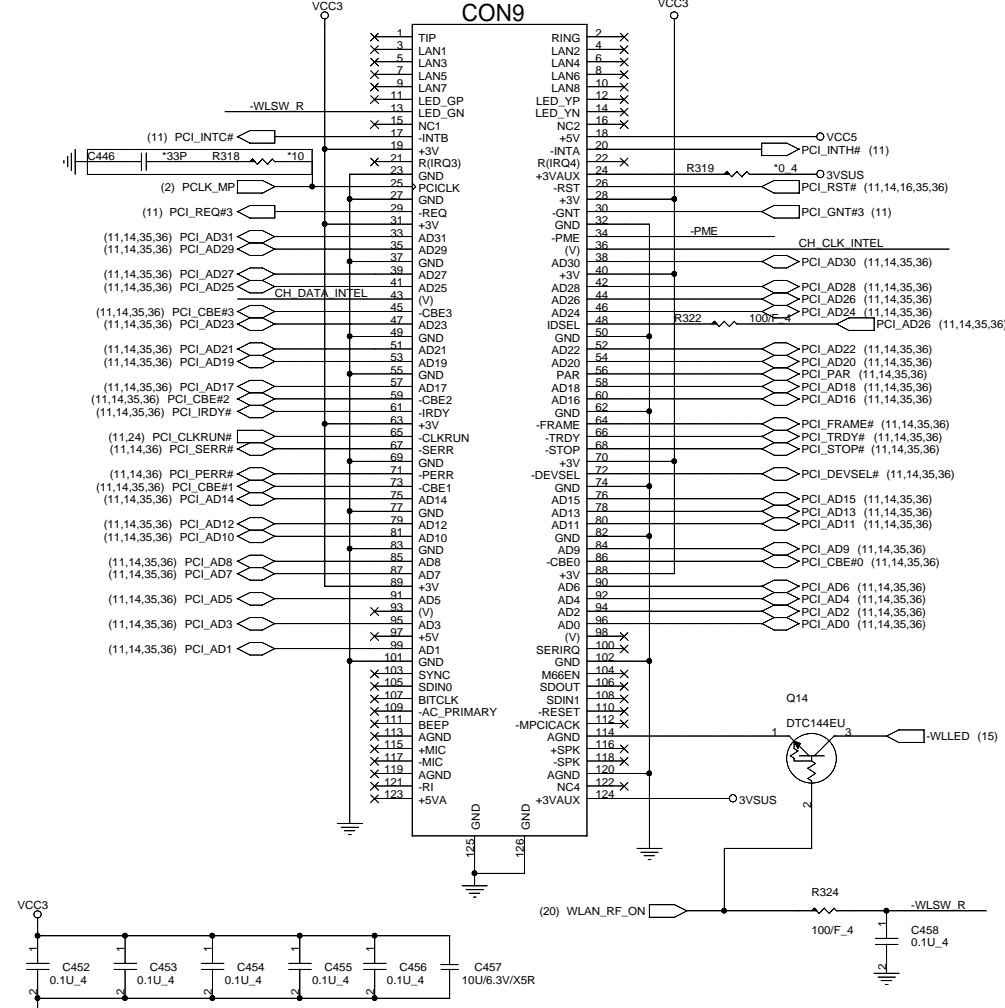 VCC3 CON9 VCC3
1 TIP RING 2
3 LAN1 LAN2 4
5 LAN3 LAN4 6
7 LAN5 LAN6 8
9 LAN7 LAN8 10
11 LED_GP LED_YP 12
-WLSW_R 13 LED_GN LED_YN 14
15 NC1 NC2 16
(11) PCI_INTC# 17 -INTB +5V 18 VCC5
19 +3V -INTA 20 PCI_INTH# (11)
C446 *33P R318 *10 21 R(IRQ3) R(IRQ4) 22
23 GND +3VAUX 24 R319 *0_4 3VSUS
(2) PCLK_MP 25 PCICLK -RST 26 PCI_RST# (11,14,16,35,36)
27 GND +3V 28
(11) PCI_REQ#3 29 -REQ -GNT 30 PCI_GNT#3 (11)
31 +3V GND 32
(11,14,35,36) PCI_AD31 33 AD31 -PME 34 -PME
(11,14,35,36) PCI_AD29 35 AD29 (V) 36 CH_CLK_INTEL
37 GND AD30 38 PCI_AD30 (11,14,35,36)
(11,14,35,36) PCI_AD27 39 AD27 +3V 40
(11,14,35,36) PCI_AD25 41 AD25 AD28 42 PCI_AD28 (11,14,35,36)
CH_DATA_INTEL 43 (V) AD26 44 PCI_AD26 (11,14,35,36)
(11,14,35,36) PCI_CBE#3 45 -CBE3 AD24 46 PCI_AD24 (11,14,35,36)
(11,14,35,36) PCI_AD23 47 AD23 IDSEL 48 R322 100/F_4 PCI_AD26 (11,14,35,36)
49 GND GND 50
(11,14,35,36) PCI_AD21 51 AD21 AD22 52 PCI_AD22 (11,14,35,36)
(11,14,35,36) PCI_AD19 53 AD19 AD20 54 PCI_AD20 (11,14,35,36)
55 GND PAR 56 PCI_PAR (11,14,35,36)
(11,14,35,36) PCI_AD17 57 AD17 AD18 58 PCI_AD18 (11,14,35,36)
(11,14,35,36) PCI_CBE#2 59 -CBE2 AD16 60 PCI_AD16 (11,14,35,36)
(11,14,35,36) PCI_IRDY# 61 -IRDY GND 62
63 +3V -FRAME 64 PCI_FRAME# (11,14,35,36)
(11,24) PCI_CLKRUN# 65 -CLKRUN -TRDY 66 PCI_TRDY# (11,14,35,36)
(11,14,36) PCI_SERR# 67 -SERR -STOP 68 PCI_STOP# (11,14,35,36)
69 GND +3V 70
(11,14,35,36) PCI_PERR# 71 -PERR -DEVSEL 72 PCI_DEVSEL# (11,14,35,36)
(11,14,35,36) PCI_CBE#1 73 -CBE1 GND 74
(11,14,35,36) PCI_AD14 75 AD14 AD15 76 PCI_AD15 (11,14,35,36)
77 GND AD13 78 PCI_AD13 (11,14,35,36)
(11,14,35,36) PCI_AD12 79 AD12 AD11 80 PCI_AD11 (11,14,35,36)
(11,14,35,36) PCI_AD10 81 AD10 GND 82
83 GND AD9 84 PCI_AD9 (11,14,35,36)
(11,14,35,36) PCI_AD8 85 AD8 -CBE0 86 PCI_CBE#0 (11,14,35,36)
(11,14,35,36) PCI_AD7 87 AD7 +3V 88
89 +3V AD6 90 PCI_AD6 (11,14,35,36)
(11,14,35,36) PCI_AD5 91 AD5 AD4 92 PCI_AD4 (11,14,35,36)
93 (V) AD2 94 PCI_AD2 (11,14,35,36)
(11,14,35,36) PCI_AD3 95 AD3 AD0 96 PCI_AD0 (11,14,35,36)
97 +5V (V) 98
(11,14,35,36) PCI_AD1 99 AD1 SERIRQ 100
101 GND GND 102
103 SYNC M66EN 104
105 SDIN0 SDOUT 106
107 BITCLK SDIN1 108
109 -AC_PRIMARY -RESET 110
111 BEEP -MPCICACK 112
113 AGND AGND 114
115 +MIC +SPK 116
117 -MIC -SPK 118
119 AGND AGND 120
121 -RI NC4 122
123 +5VA +3VAUX 124 3VSUS
GND GND
125 126
Q14
DTC144EU
1 3 -WLLED (15)
2
(20) WLAN_RF_ON R324 -WLSW_R
100/F_4
1 C458
0.1U_4
2
VCC3
1 1 1 1 1
C452 C453 C454 C455 C456 C457
0.1U_4 0.1U_4 0.1U_4 0.1U_4 0.1U_4 10U/6.3V/X5R
2 2 2 2 2